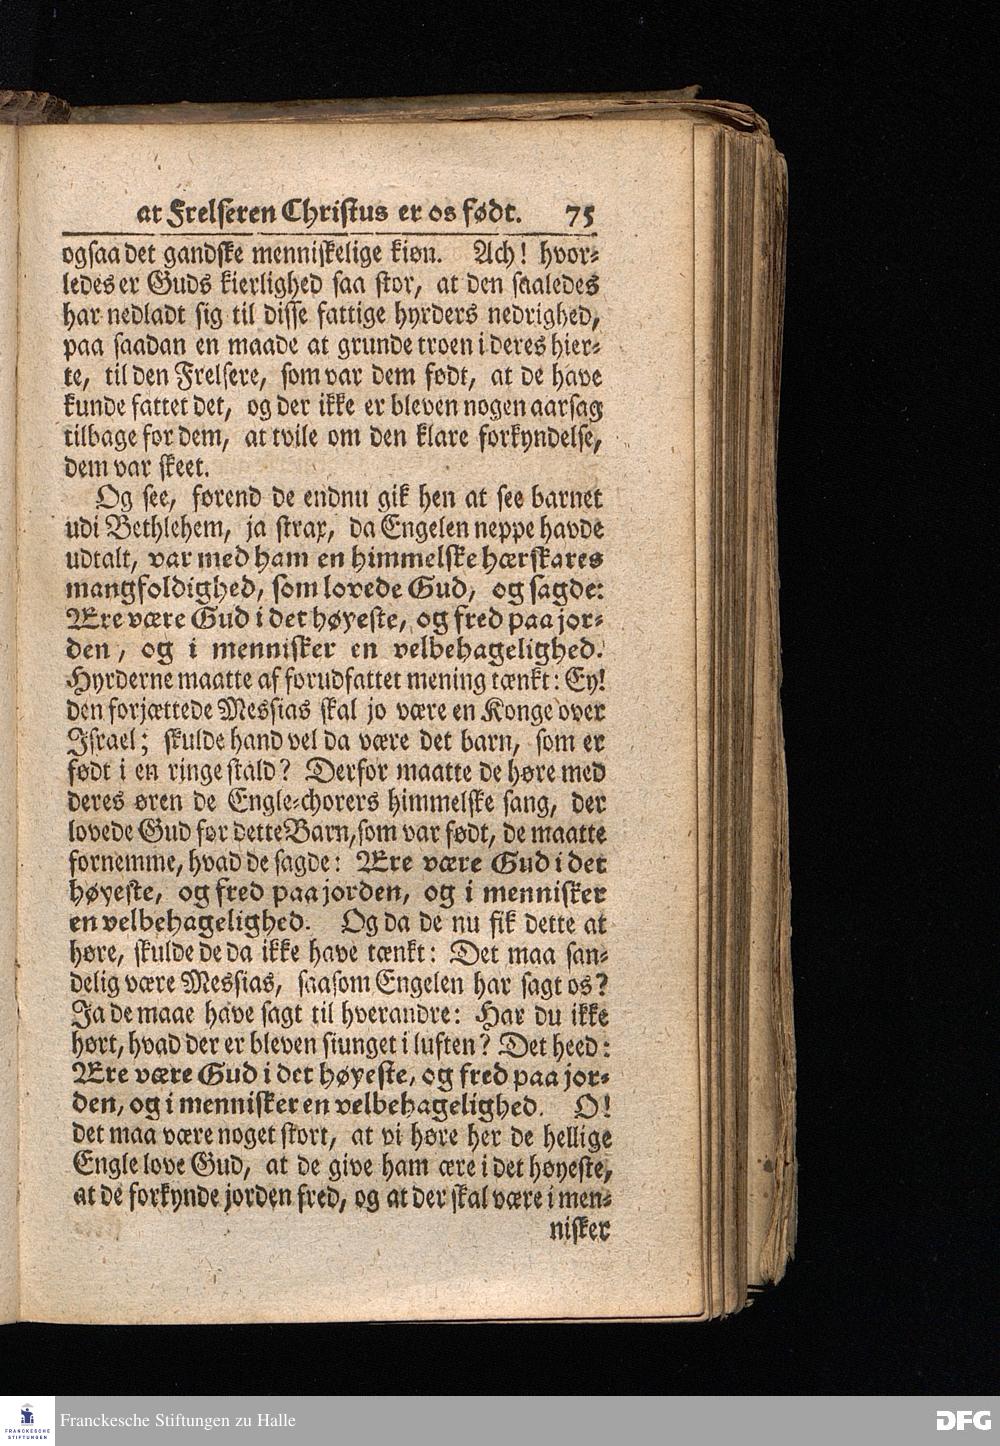 at Frelseren Christus er os født. 75
ogsaa det gandske menniskelige kiøn. Ach! hvor-
ledes er Guds kierlighed saa stor, at den saaledes
har nedladt sig til disse fattige hyrders nedrighed,
paa saadan en maade at grunde troen i deres hier-
te, til den Frelsere, som var dem født, at de have
kunde fattet det, og der ikke er bleven nogen aarsag
tilbage for dem, at tvile om den klare forkyndelse,
dem var skeet.
Og see, førend de endnu gik hen at see barnet
udi Bethlehem, ja strax, da Engelen neppe havde
udtalt, var med ham en himmelske hærskares
mangfoldighed, som lovede Gud, og sagde:
Ære være Gud i det høyeste, og fred paa jor-
den, og i mennisker en velbehagelighed.
Hyrderne maatte af forudfattet mening tænkt: Ey!
den forjættede Messias skal jo være en Konge over
Israel; skulde hand vel da være det barn, som er
født i en ringe stald? Derfor maatte de høre med
deres øren de Engle-chorers himmelske sang, der
lovede Gud for dette Barn, som var født, de maatte
fornemme, hvad de sagde: Ære være Gud i det
høyeste, og fred paa jorden, og i mennisker
en velbehagelighed. Og da de nu fik dette at
høre, skulde de da ikke have tænkt: Det maa san-
delig være Messias, saasom Engelen har sagt os?
Ja de maae have sagt til hverandre: Har du ikke
hørt, hvad der er bleven siunget i luften? Det heed:
Ære være Gud i det høyeste, og fred paa jor-
den, og i mennisker en velbehagelighed. O!
det maa være noget stort, at vi høre her de hellige
Engle love Gud, at de give ham ære i det høyeste,
at de forkynde jorden fred, og at der skal være i men-
nisker
FRANCKESCHE
STIFTUNGEN
Franckesche Stiftungen zu Halle
DFG